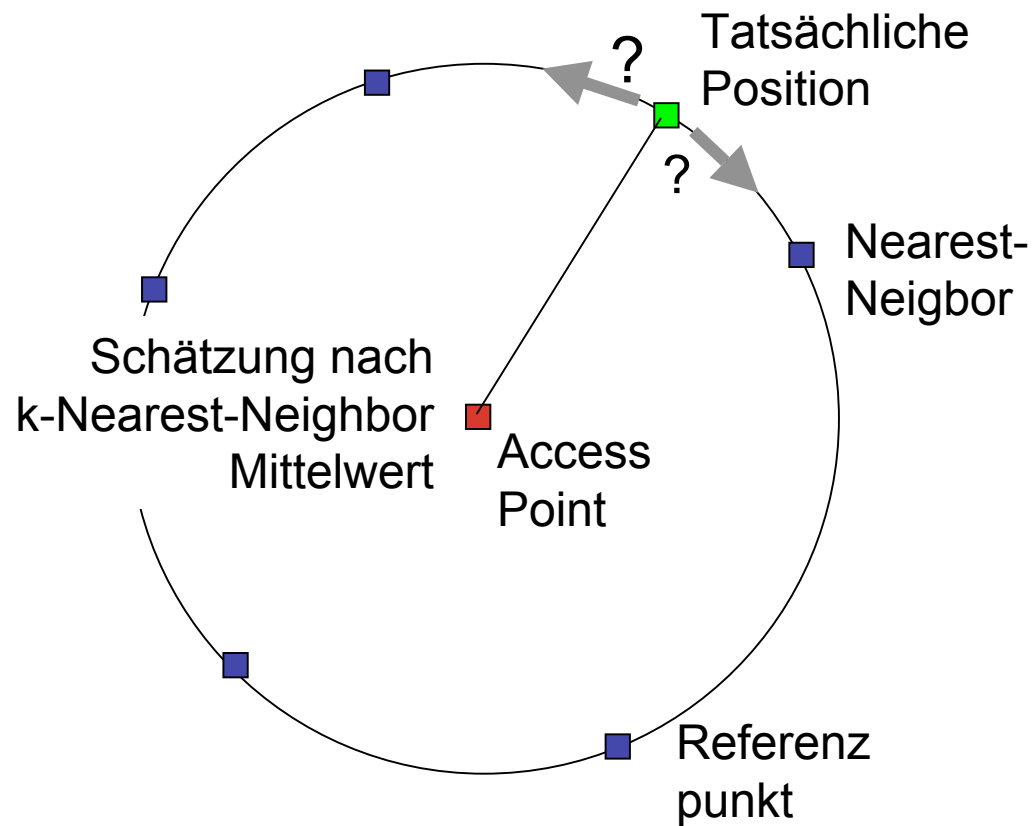 ?
Tatsächliche
Position
?
Nearest-
Neigbor
Schätzung nach
k-Nearest-Neighbor
Mittelwert
Access
Point
Referenz
punkt